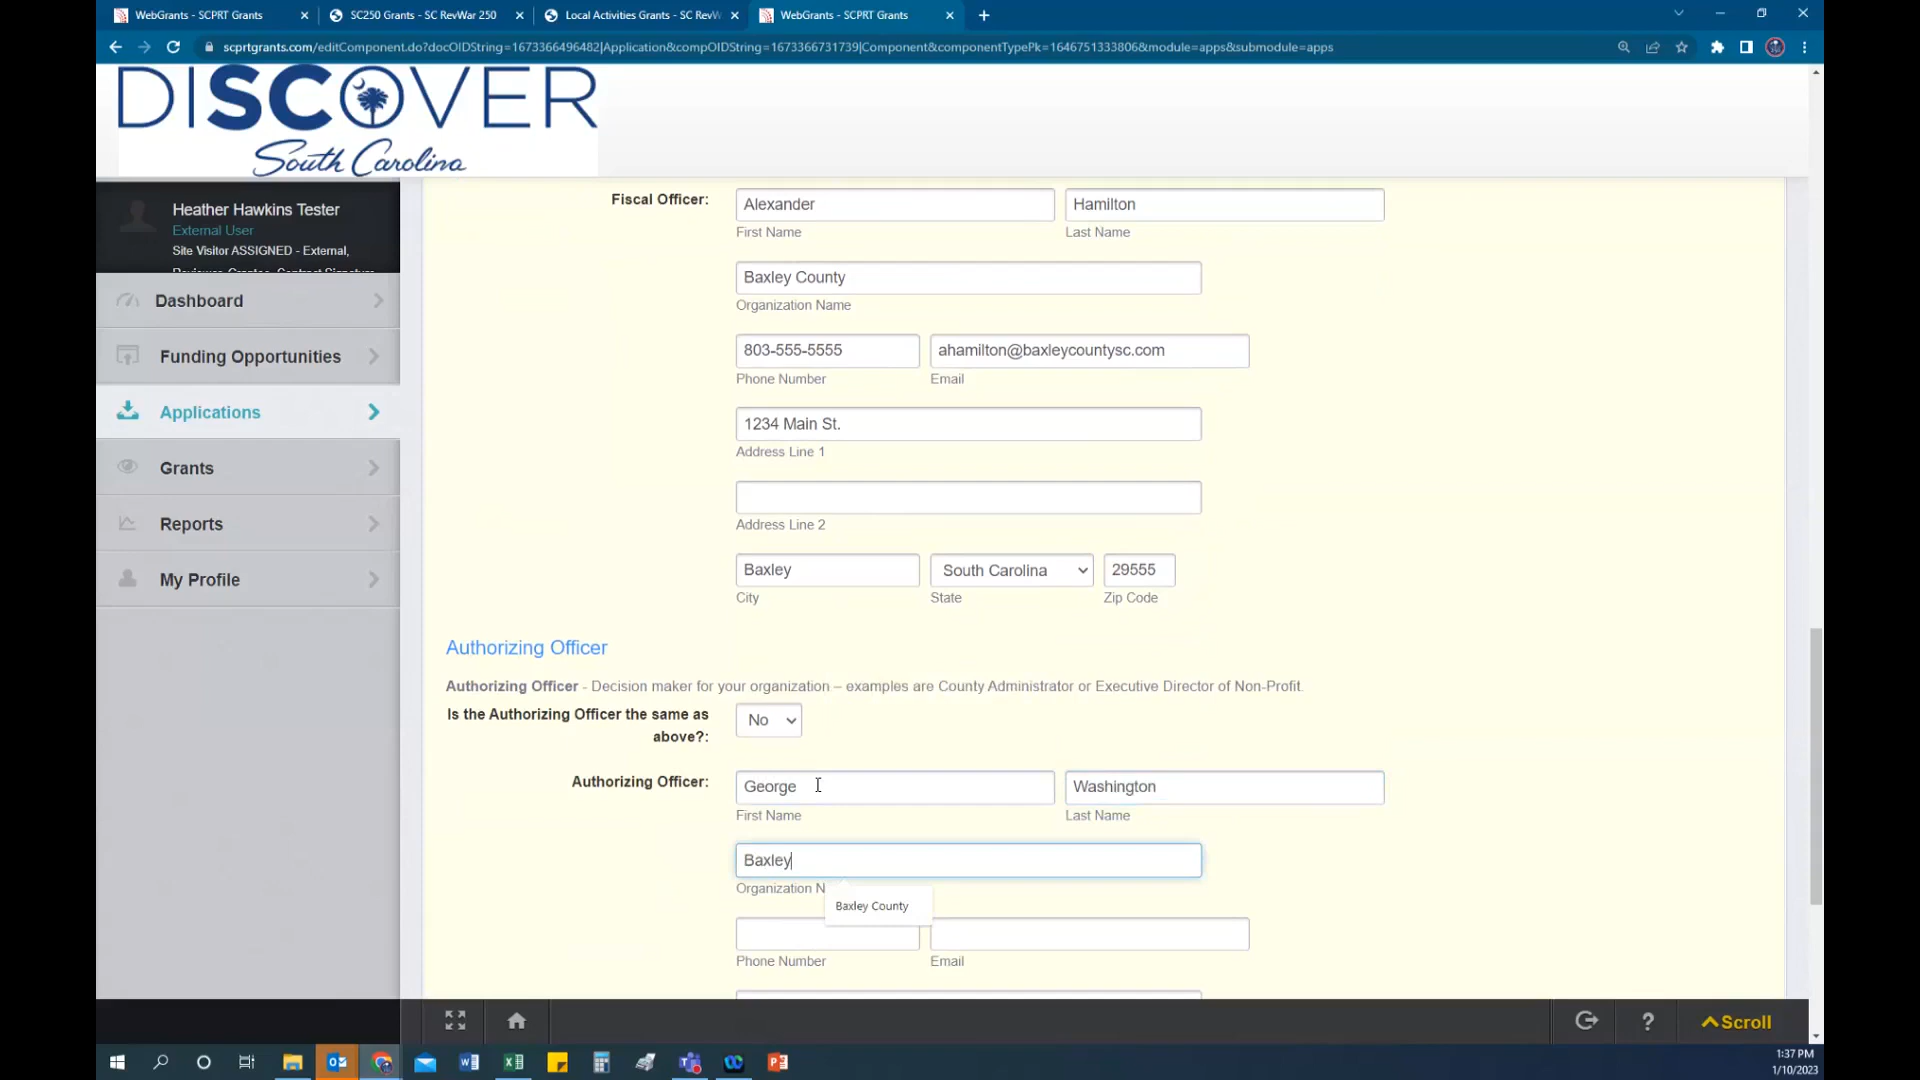 WebGrants - SCPRT Grants
SC250 Grants - SC RevWar 250
Local Activities Grants - SC RevW
WebGrants - SCPRT Grants
scprtgrants.com/editComponent.do?docOIDString=1673366496482|Application&compOIDString=1673366731739|Component&componentTypePk=1646751333806&module=apps&submodule=apps
DISCOVER
South Carolina
Heather Hawkins Tester
External User
Site Visitor ASSIGNED - External,
Dashboard
Funding Opportunities
Applications
Grants
Reports
My Profile
Fiscal Officer:
Alexander
Hamilton
First Name
Last Name
Baxley County
Organization Name
803-555-5555
ahamilton@baxleycountysc.com
Phone Number
Email
1234 Main St.
Address Line 1
Address Line 2
Baxley
South Carolina
29555
City
State
Zip Code
Authorizing Officer
Authorizing Officer - Decision maker for your organization – examples are County Administrator or Executive Director of Non-Profit.
Is the Authorizing Officer the same as
above?:
No
Authorizing Officer:
George
Washington
First Name
Last Name
Baxley
Organization N
Baxley County
Phone Number
Email
Scroll
1:37 PM
1/10/2023